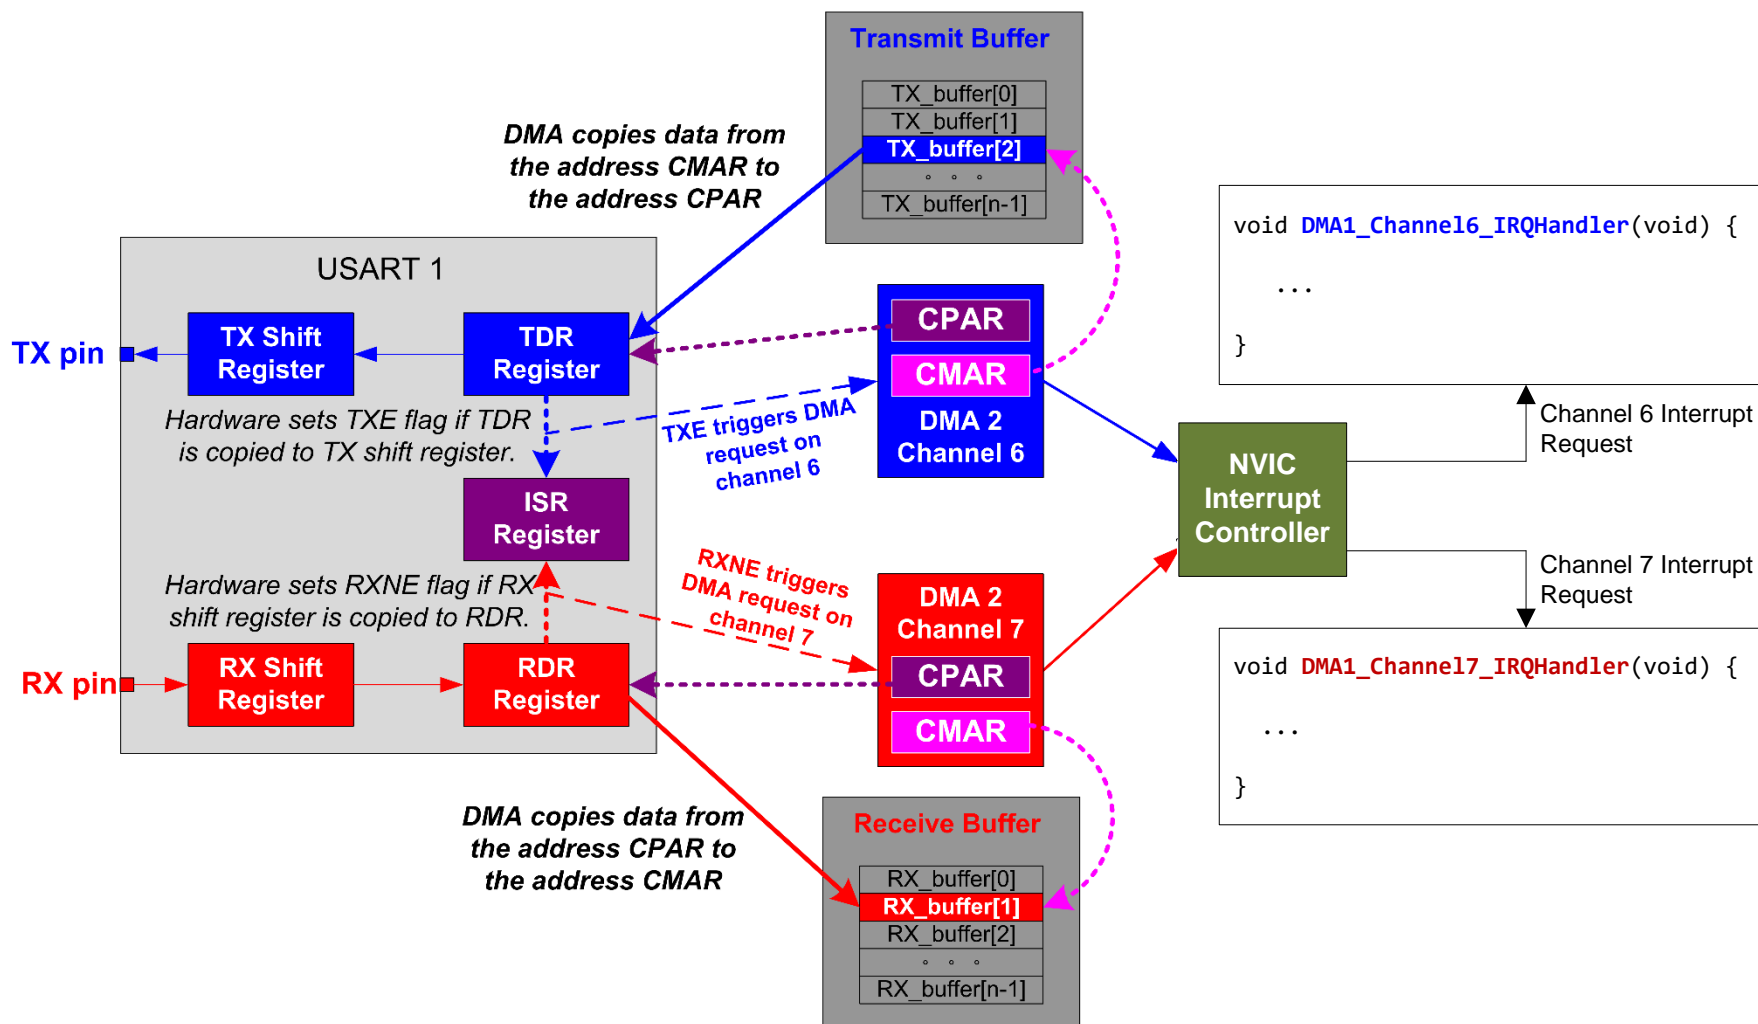 Transmit Buffer
TX_buffer[0]
TX_buffer[1]
TX_buffer[2]
° ° °
TX_buffer[n-1]
DMA copies data from
the address CMAR to
the address CPAR
USART 1
TX pin
TX Shift
Register
TDR
Register
Hardware sets TXE flag if TDR
is copied to TX shift register.
ISR
Register
Hardware sets RXNE flag if RX
shift register is copied to RDR.
RX pin
RX Shift
Register
RDR
Register
TXE triggers DMA
request on
channel 6
CPAR
CMAR
DMA 2
Channel 6
RXNE triggers
DMA request on
channel 7
DMA 2
Channel 7
CPAR
CMAR
DMA copies data from
the address CPAR to
the address CMAR
Receive Buffer
RX_buffer[0]
RX_buffer[1]
RX_buffer[2]
° ° °
RX_buffer[n-1]
NVIC
Interrupt
Controller
void DMA1_Channel6_IRQHandler(void) {
...
}
Channel 6 Interrupt
Request
Channel 7 Interrupt
Request
void DMA1_Channel7_IRQHandler(void) {
...
}